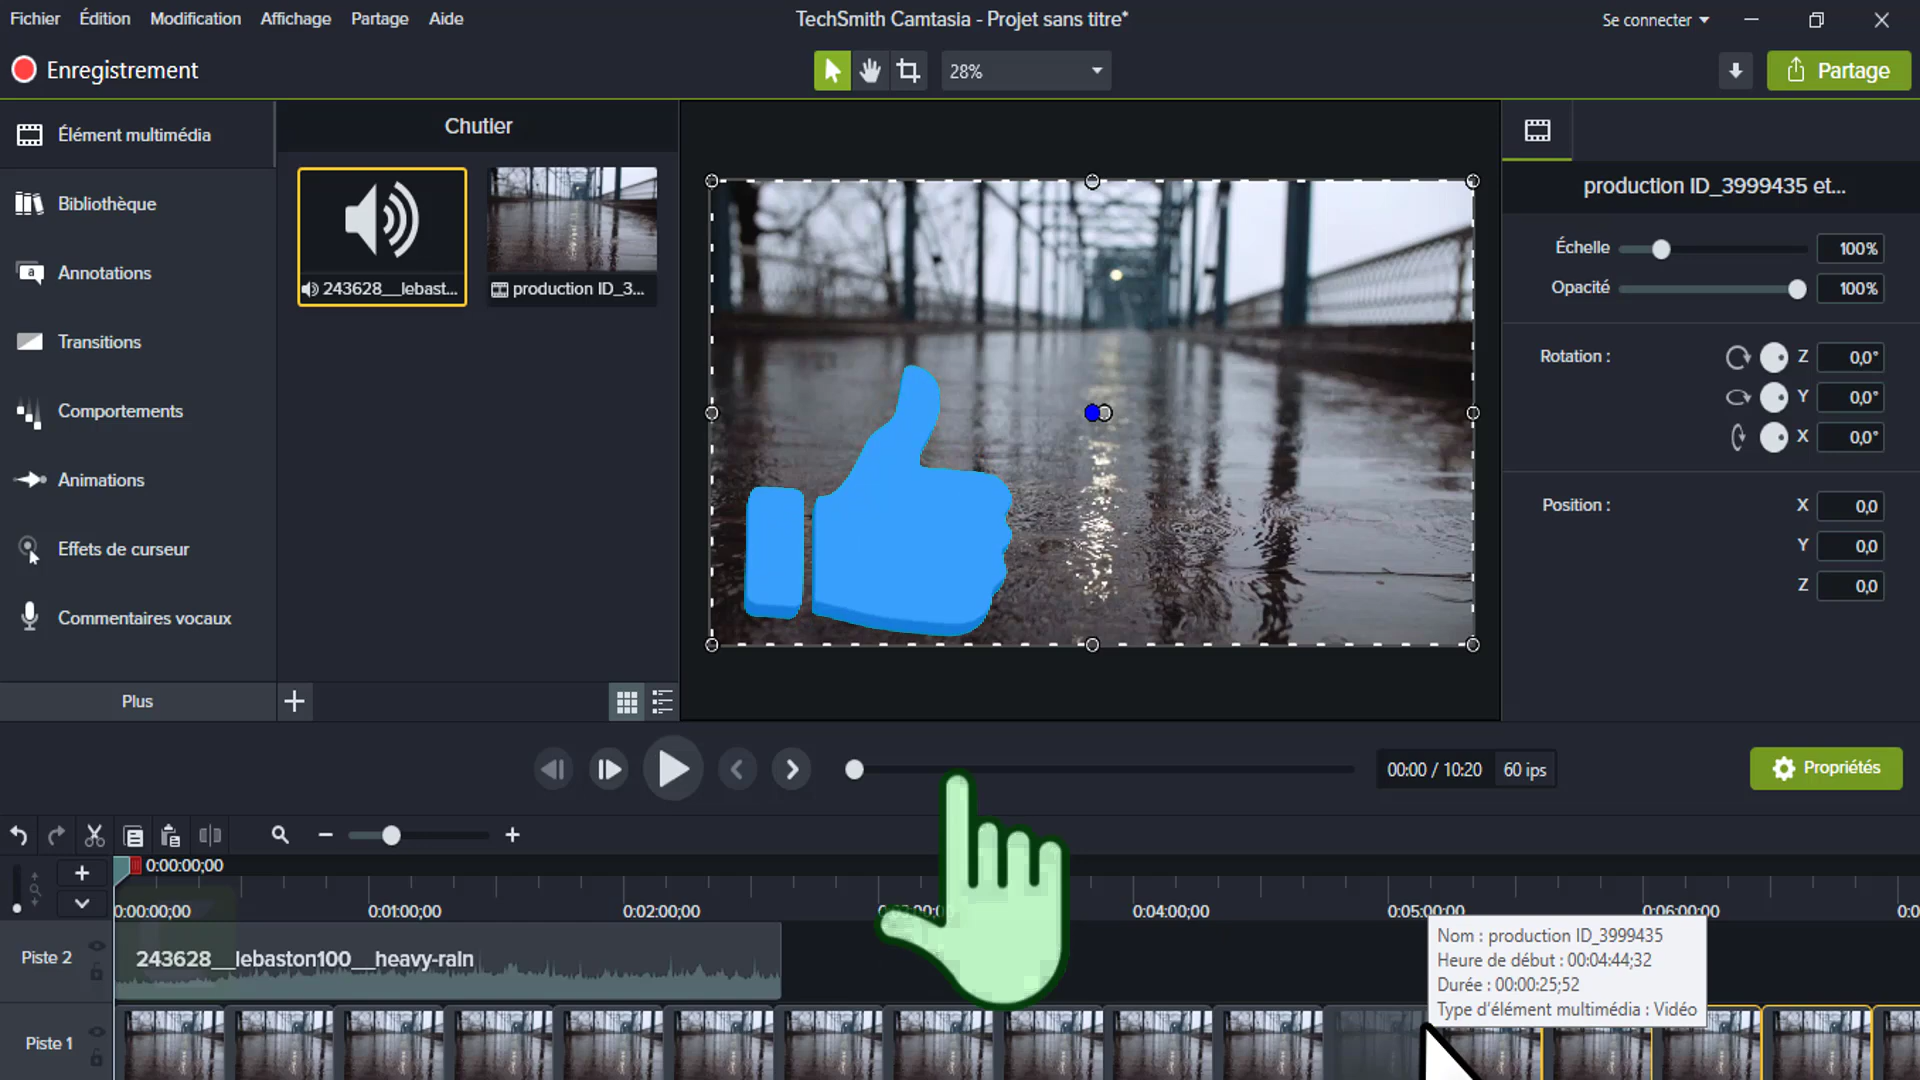 Fichier Édition Modification Affichage Partage Aide
TechSmith Camtasia - Projet sans titre*
Se connecter
Enregistrement
28%
Partage
Élément multimédia
Bibliothèque
a
Annotations
Transitions
Comportements
Animations
Effets de curseur
Commentaires vocaux
Plus
Chutier
243628__lebast...
production ID_3...
production ID_3999435 et...
Échelle 100%
Opacité 100%
Rotation : Z 0,0°
Y 0,0°
X 0,0°
Position : X 0,0
Y 0,0
Z 0,0
00:00 / 10:20 60 ips
Propriétés
0:00:00;00
0:00:00;00 0:01:00;00 0:02:00;00 0:04:00;00 0:05:00;00 0:06:00;00
Piste 2
243628__lebaston100__heavy-rain
Nom : production ID_3999435
Heure de début : 00:04:44;32
Durée : 00:00:25;52
Type d'élément multimédia : Vidéo
Piste 1